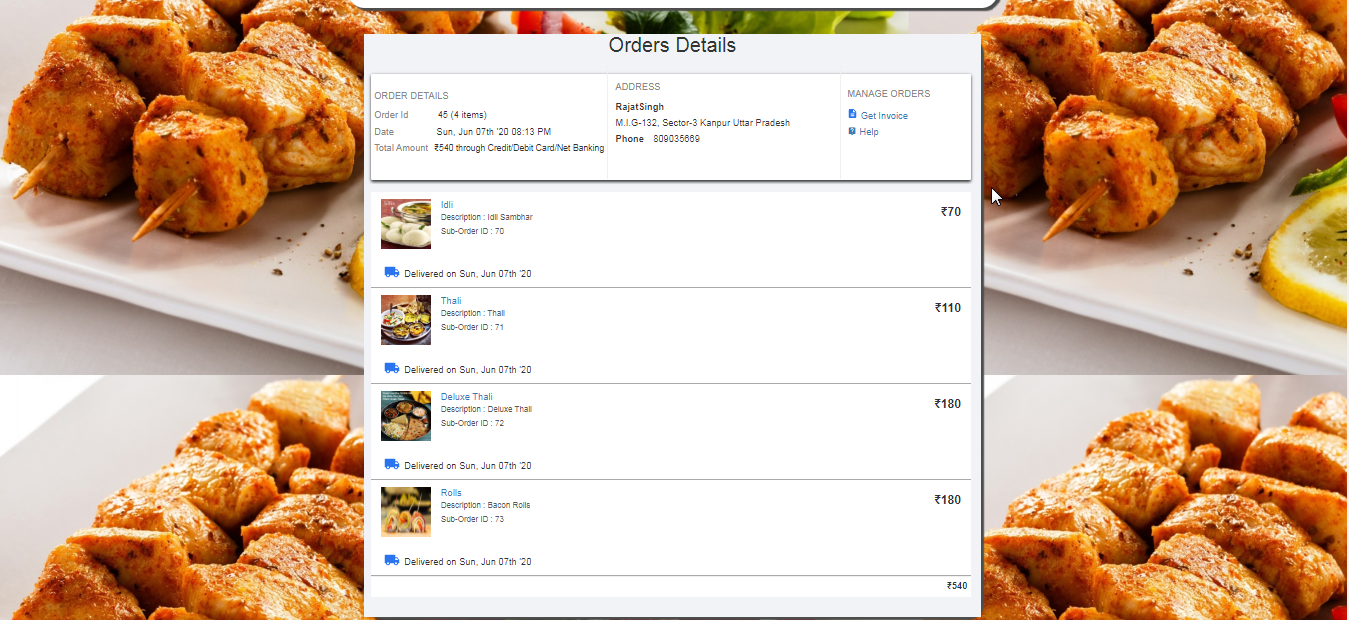 Orders Details
ORDER DETAILS
Order Id 45 (4 items)
Date Sun, Jun 07th '20 08:13 PM
Total Amount ₹540 through Credit/Debit Card/Net Banking
ADDRESS
RajatSingh
M.I.G-132, Sector-3 Kanpur Uttar Pradesh
Phone 809035669
MANAGE ORDERS
Get Invoice
Help
Idli ₹70
Description : Idli Sambhar
Sub-Order ID : 70
Delivered on Sun, Jun 07th '20
Thali ₹110
Description : Thali
Sub-Order ID : 71
Delivered on Sun, Jun 07th '20
Deluxe Thali ₹180
Description : Deluxe Thali
Sub-Order ID : 72
Delivered on Sun, Jun 07th '20
Rolls ₹180
Description : Bacon Rolls
Sub-Order ID : 73
Delivered on Sun, Jun 07th '20
₹540